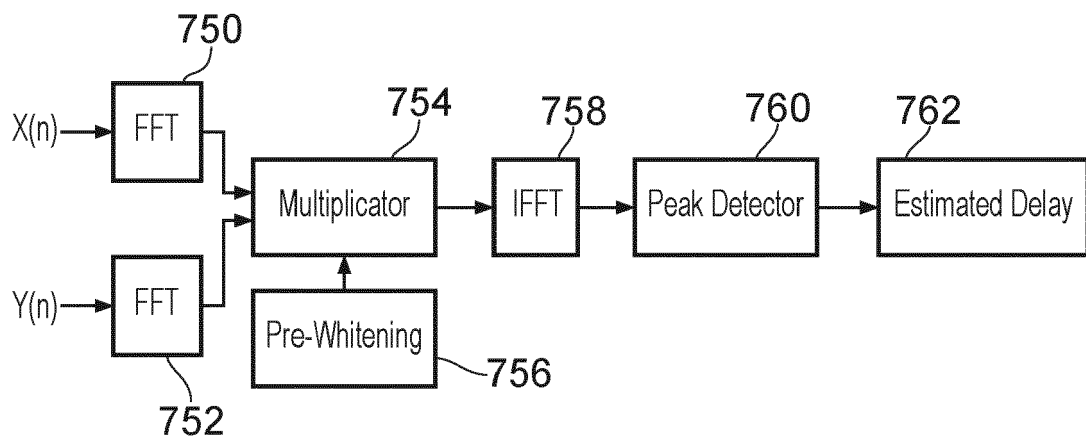 750
754
758
760
762
X(n)
FFT
Multiplicator
IFFT
Peak Detector
Estimated Delay
Y(n)
FFT
Pre-Whitening
756
752